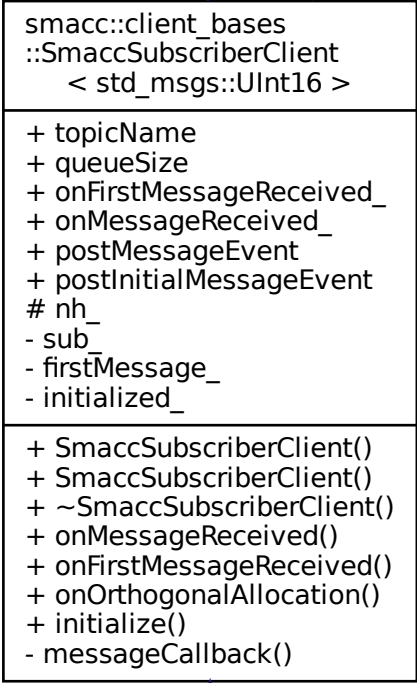 smacc::client_bases
::SmaccSubscriberClient
< std_msgs::UInt16 >
+ topicName
+ queueSize
+ onFirstMessageReceived_
+ onMessageReceived_
+ postMessageEvent
+ postInitialMessageEvent
# nh_
- sub_
- firstMessage_
- initialized_
+ SmaccSubscriberClient()
+ SmaccSubscriberClient()
+ ~SmaccSubscriberClient()
+ onMessageReceived()
+ onFirstMessageReceived()
+ onOrthogonalAllocation()
+ initialize()
- messageCallback()